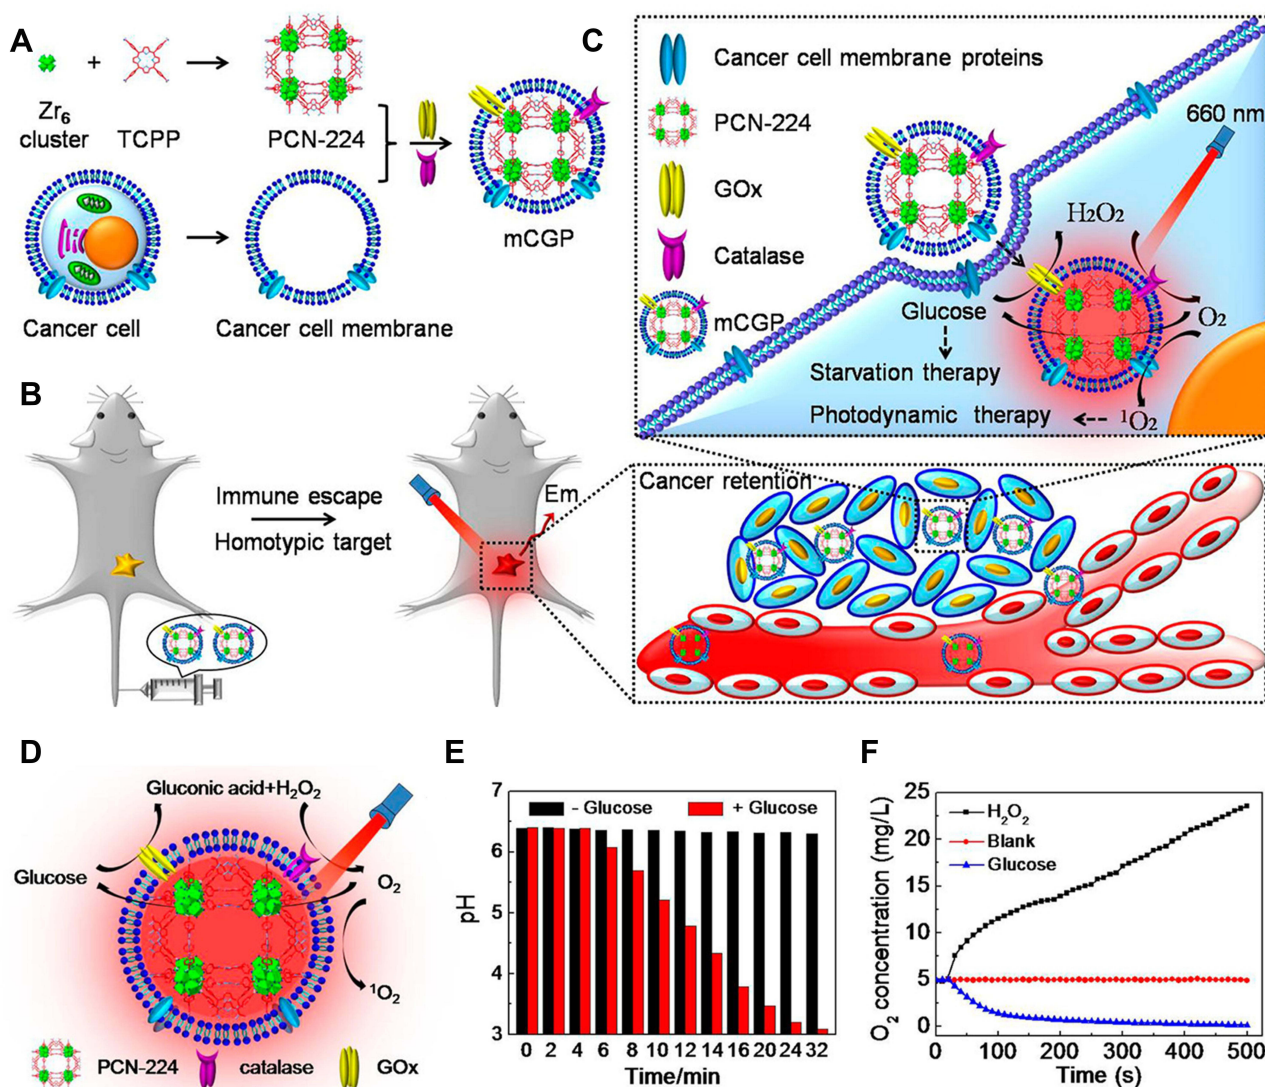 A
Zr6 cluster
+
TCPP
PCN-224
mCGP
Cancer cell
Cancer cell membrane
B
Immune escape
Homotypic target
Em
C
Cancer cell membrane proteins
PCN-224
GOx
Catalase
mCGP
660 nm
H2O2
Glucose
O2
Starvation therapy
Photodynamic therapy
1O2
Cancer retention
D
Gluconic acid+H2O2
Glucose
O2
1O2
PCN-224
catalase
GOx
E
- Glucose
+ Glucose
pH
7
6
5
4
3
0 2 4 6 8 10 12 14 16 20 24 32
Time/min
F
H2O2
Blank
Glucose
O2 concentration (mg/L)
25
20
15
10
5
0
0 100 200 300 400 500
Time (s)